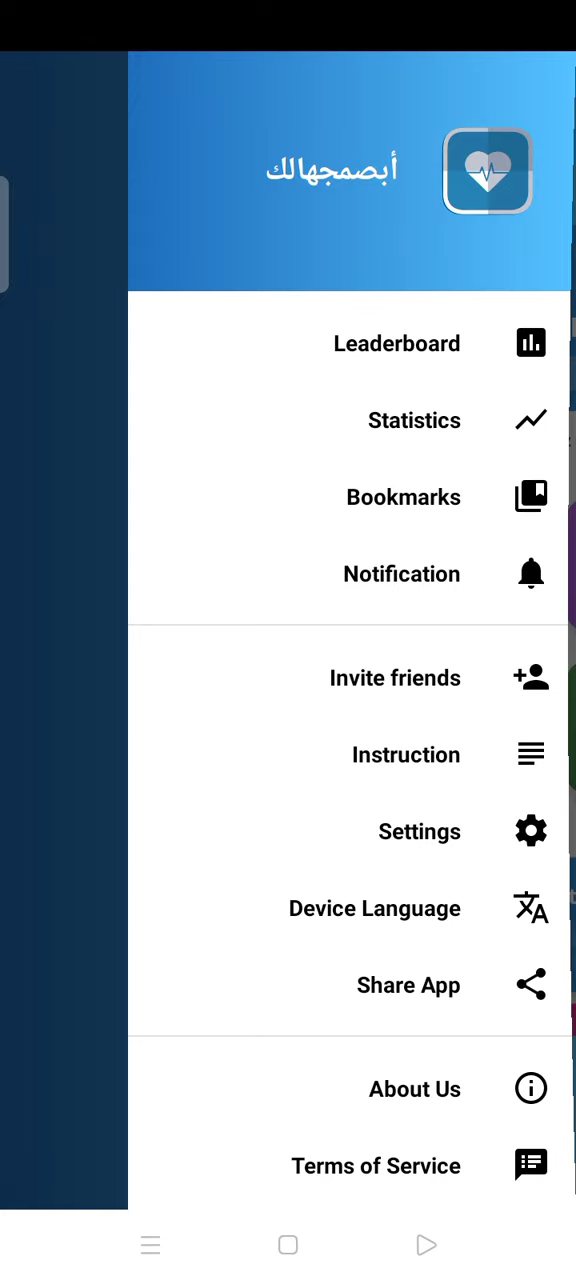 أبصمجهالك
Leaderboard
Statistics
Bookmarks
Notification
Invite friends
Instruction
Settings
Device Language
Share App
About Us
Terms of Service